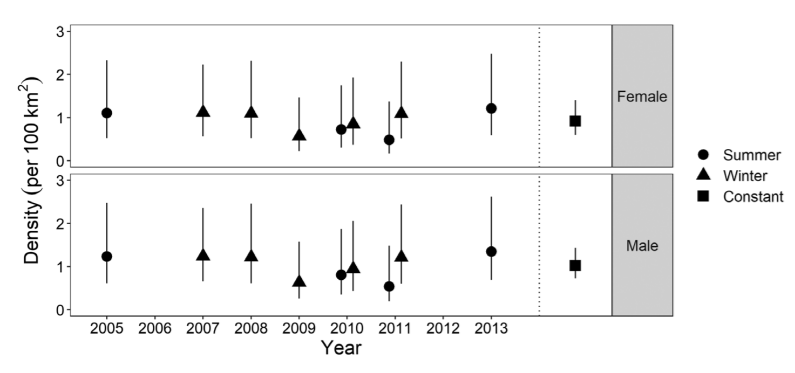 Density (per 100 km²)
3
2
1
0
Female
3
2
1
0
Male
2005 2006 2007 2008 2009 2010 2011 2012 2013
Year
Summer
Winter
Constant